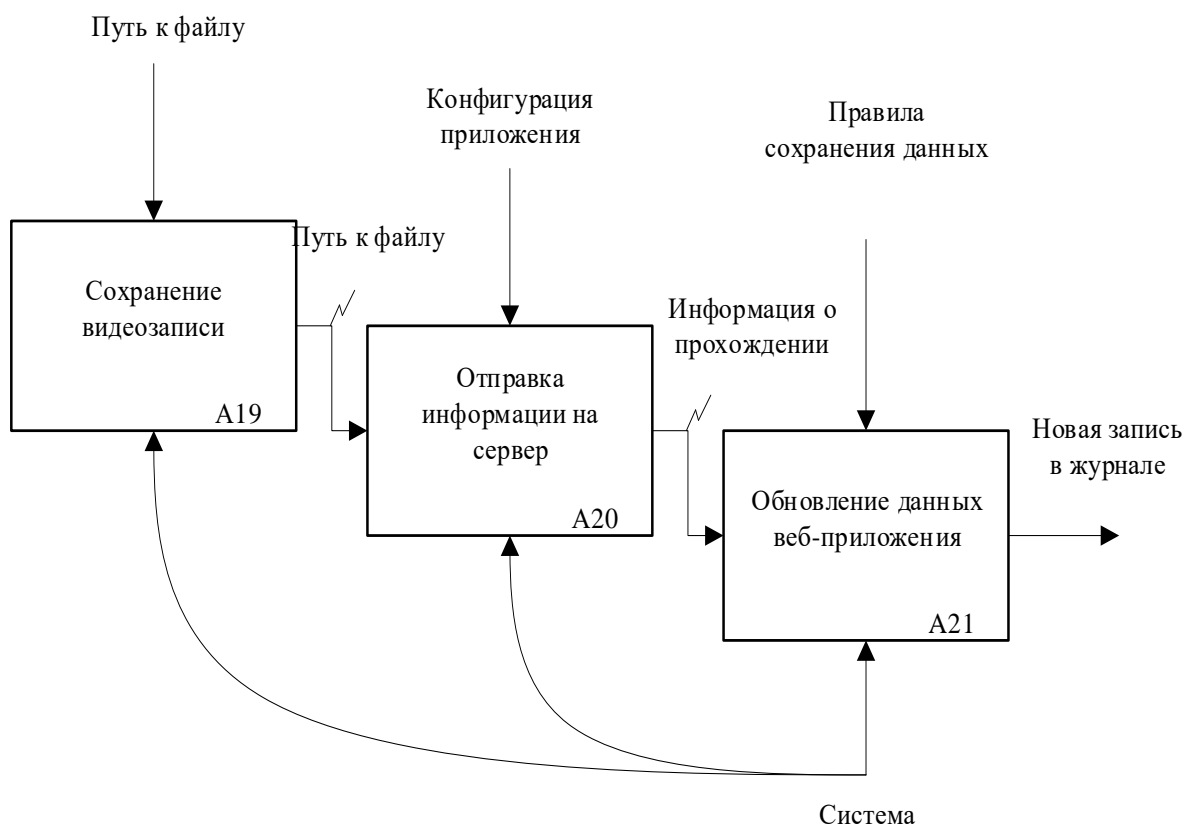 Путь к файлу
Конфигурация
приложения
Правила
сохранения данных
Путь к файлу
Сохранение
видеозаписи
A19
Информация о
прохождении
Отправка
информации на
сервер
A20
Новая запись
в журнале
Обновление данных
веб-приложения
A21
Система